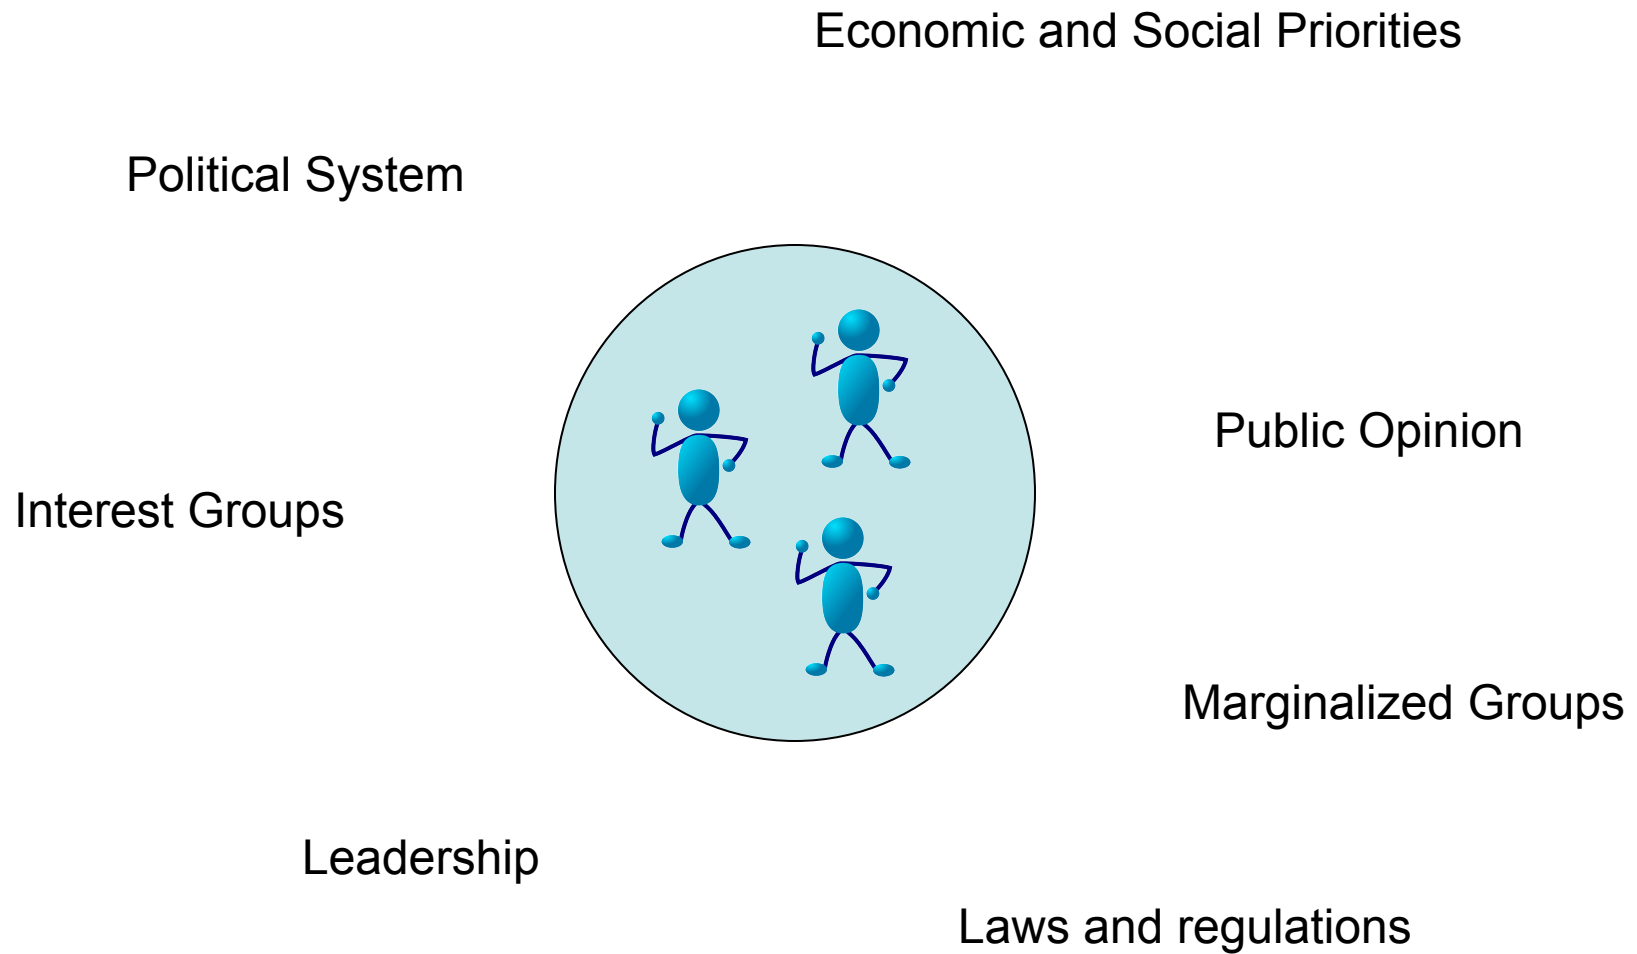 Economic and Social Priorities
Political System
Public Opinion
Interest Groups
Marginalized Groups
Leadership
Laws and regulations